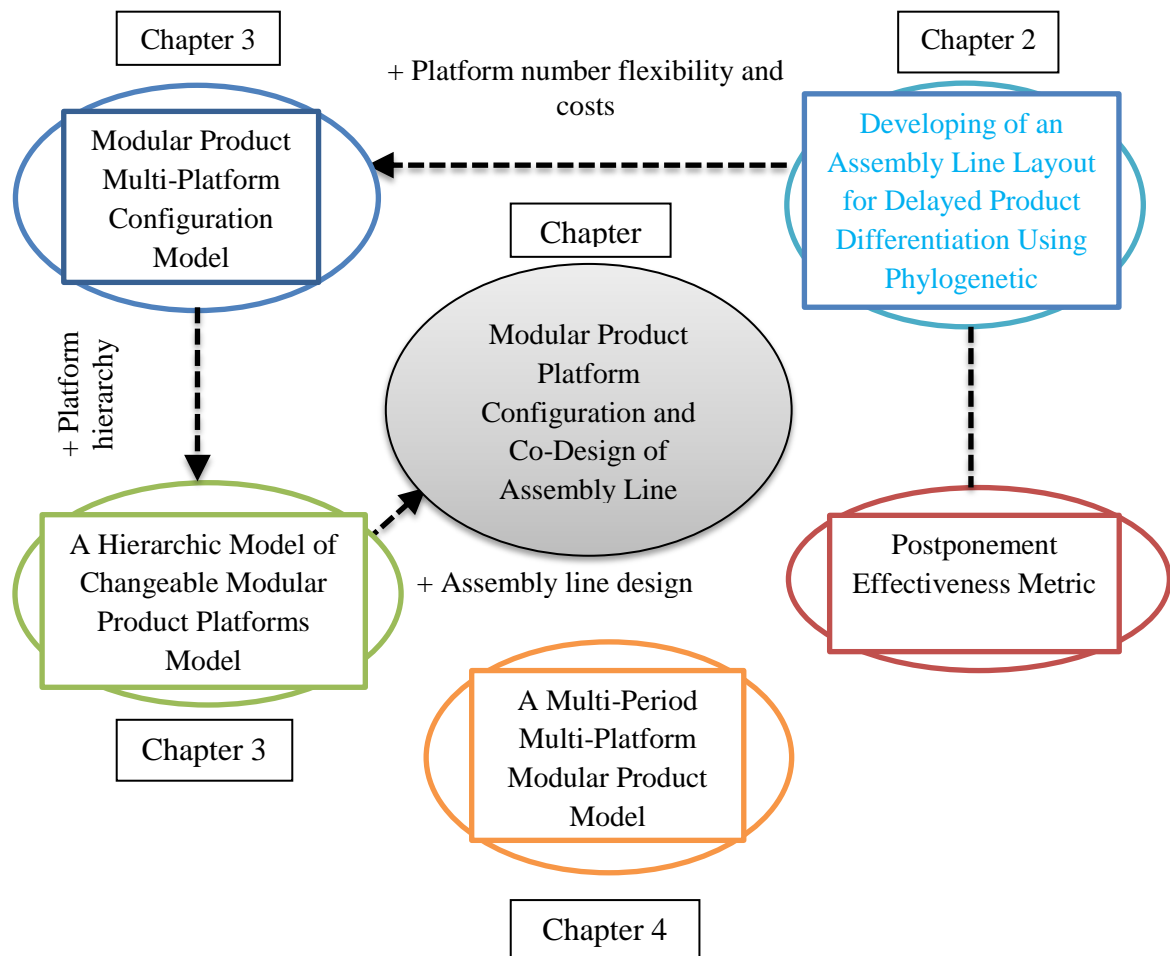 Chapter 3
Chapter 2
+ Platform number flexibility and
costs
Modular Product
Multi-Platform
Configuration
Model
Developing of an
Assembly Line Layout
for Delayed Product
Differentiation Using
Phylogenetic
Chapter
Modular Product
Platform
Configuration and
Co-Design of
Assembly Line
+ Platform
hierarchy
A Hierarchic Model of
Changeable Modular
Product Platforms
Model
+ Assembly line design
Postponement
Effectiveness Metric
Chapter 3
A Multi-Period
Multi-Platform
Modular Product
Model
Chapter 4